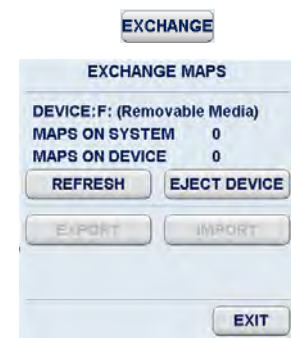 EXCHANGE
EXCHANGE MAPS
DEVICE:F: (Removable Media)
MAPS ON SYSTEM 0
MAPS ON DEVICE 0
REFRESH EJECT DEVICE
EXPORT IMPORT
EXIT